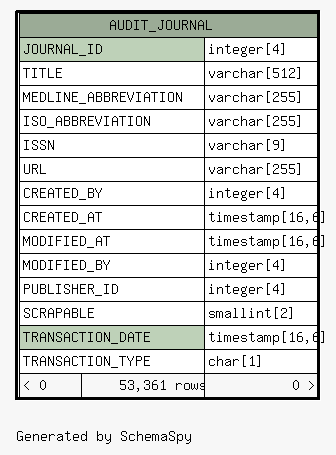 AUDIT_JOURNAL
JOURNAL_ID integer[4]
TITLE varchar[512]
MEDLINE_ABBREVIATION varchar[255]
ISO_ABBREVIATION varchar[255]
ISSN varchar[9]
URL varchar[255]
CREATED_BY integer[4]
CREATED_AT timestamp[16,6]
MODIFIED_AT timestamp[16,6]
MODIFIED_BY integer[4]
PUBLISHER_ID integer[4]
SCRAPABLE smallint[2]
TRANSACTION_DATE timestamp[16,6]
TRANSACTION_TYPE char[1]
< 0 53,361 rows 0 >
Generated by SchemaSpy